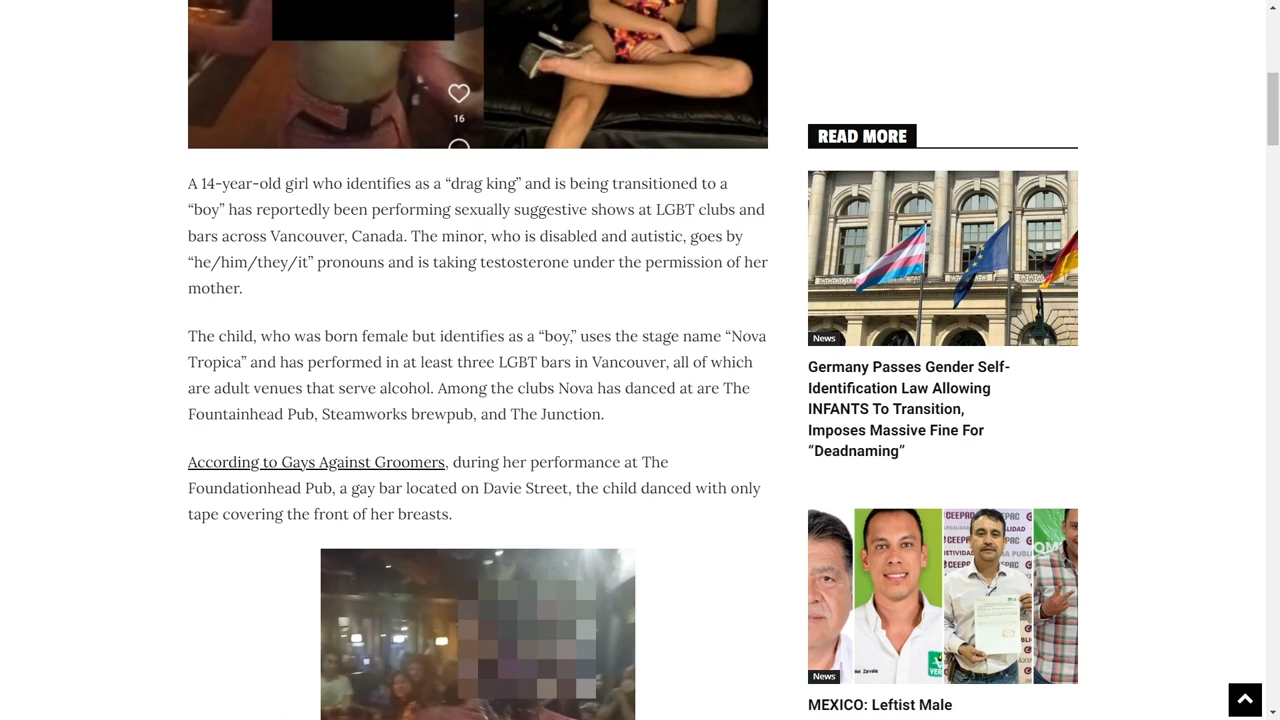 16
A 14-year-old girl who identifies as a “drag king” and is being transitioned to a
“boy” has reportedly been performing sexually suggestive shows at LGBT clubs and
bars across Vancouver, Canada. The minor, who is disabled and autistic, goes by
“he/him/they/it” pronouns and is taking testosterone under the permission of her
mother.
The child, who was born female but identifies as a “boy,” uses the stage name “Nova
Tropica” and has performed in at least three LGBT bars in Vancouver, all of which
are adult venues that serve alcohol. Among the clubs Nova has danced at are The
Fountainhead Pub, Steamworks brewpub, and The Junction.
According to Gays Against Groomers, during her performance at The
Foundationhead Pub, a gay bar located on Davie Street, the child danced with only
tape covering the front of her breasts.
READ MORE
News
Germany Passes Gender Self-
Identification Law Allowing
INFANTS To Transition,
Imposes Massive Fine For
“Deadnaming”
CEEPAC
News
MEXICO: Leftist Male